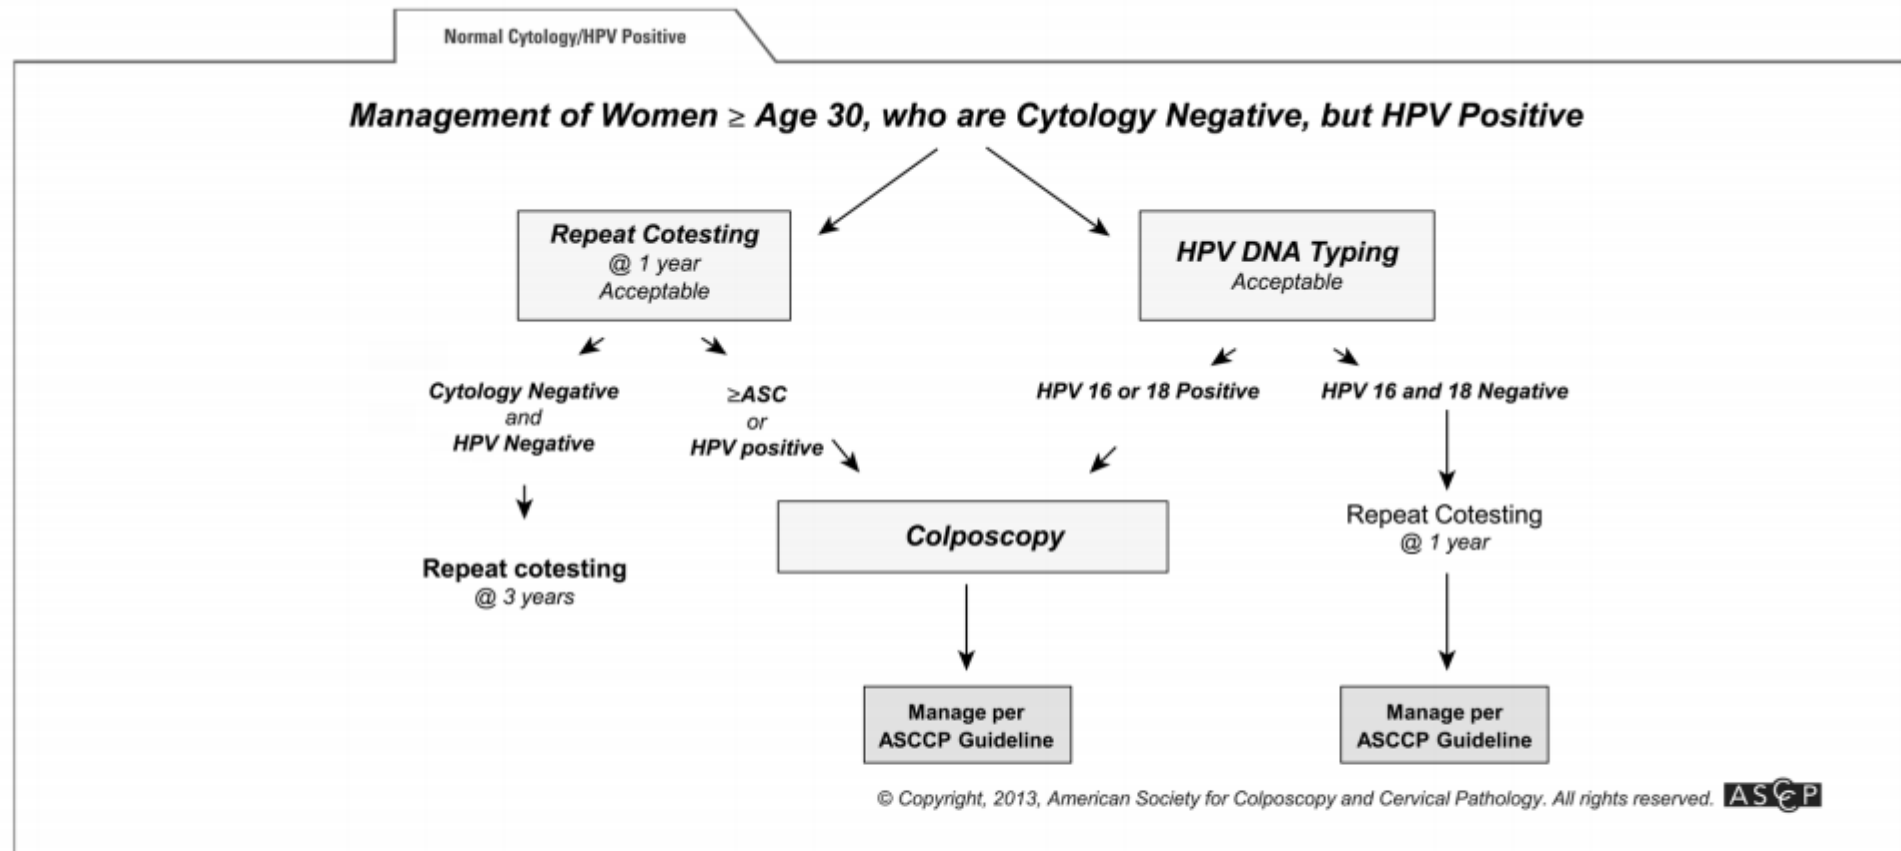 Normal Cytology/HPV Positive
Management of Women ≥ Age 30, who are Cytology Negative, but HPV Positive
Repeat Cotesting
@ 1 year
Acceptable
HPV DNA Typing
Acceptable
Cytology Negative
and
HPV Negative
≥ASC
or
HPV positive
HPV 16 or 18 Positive
HPV 16 and 18 Negative
Repeat cotesting
@ 3 years
Colposcopy
Repeat Cotesting
@ 1 year
Manage per
ASCCP Guideline
Manage per
ASCCP Guideline
© Copyright, 2013, American Society for Colposcopy and Cervical Pathology. All rights reserved.
ASCCP